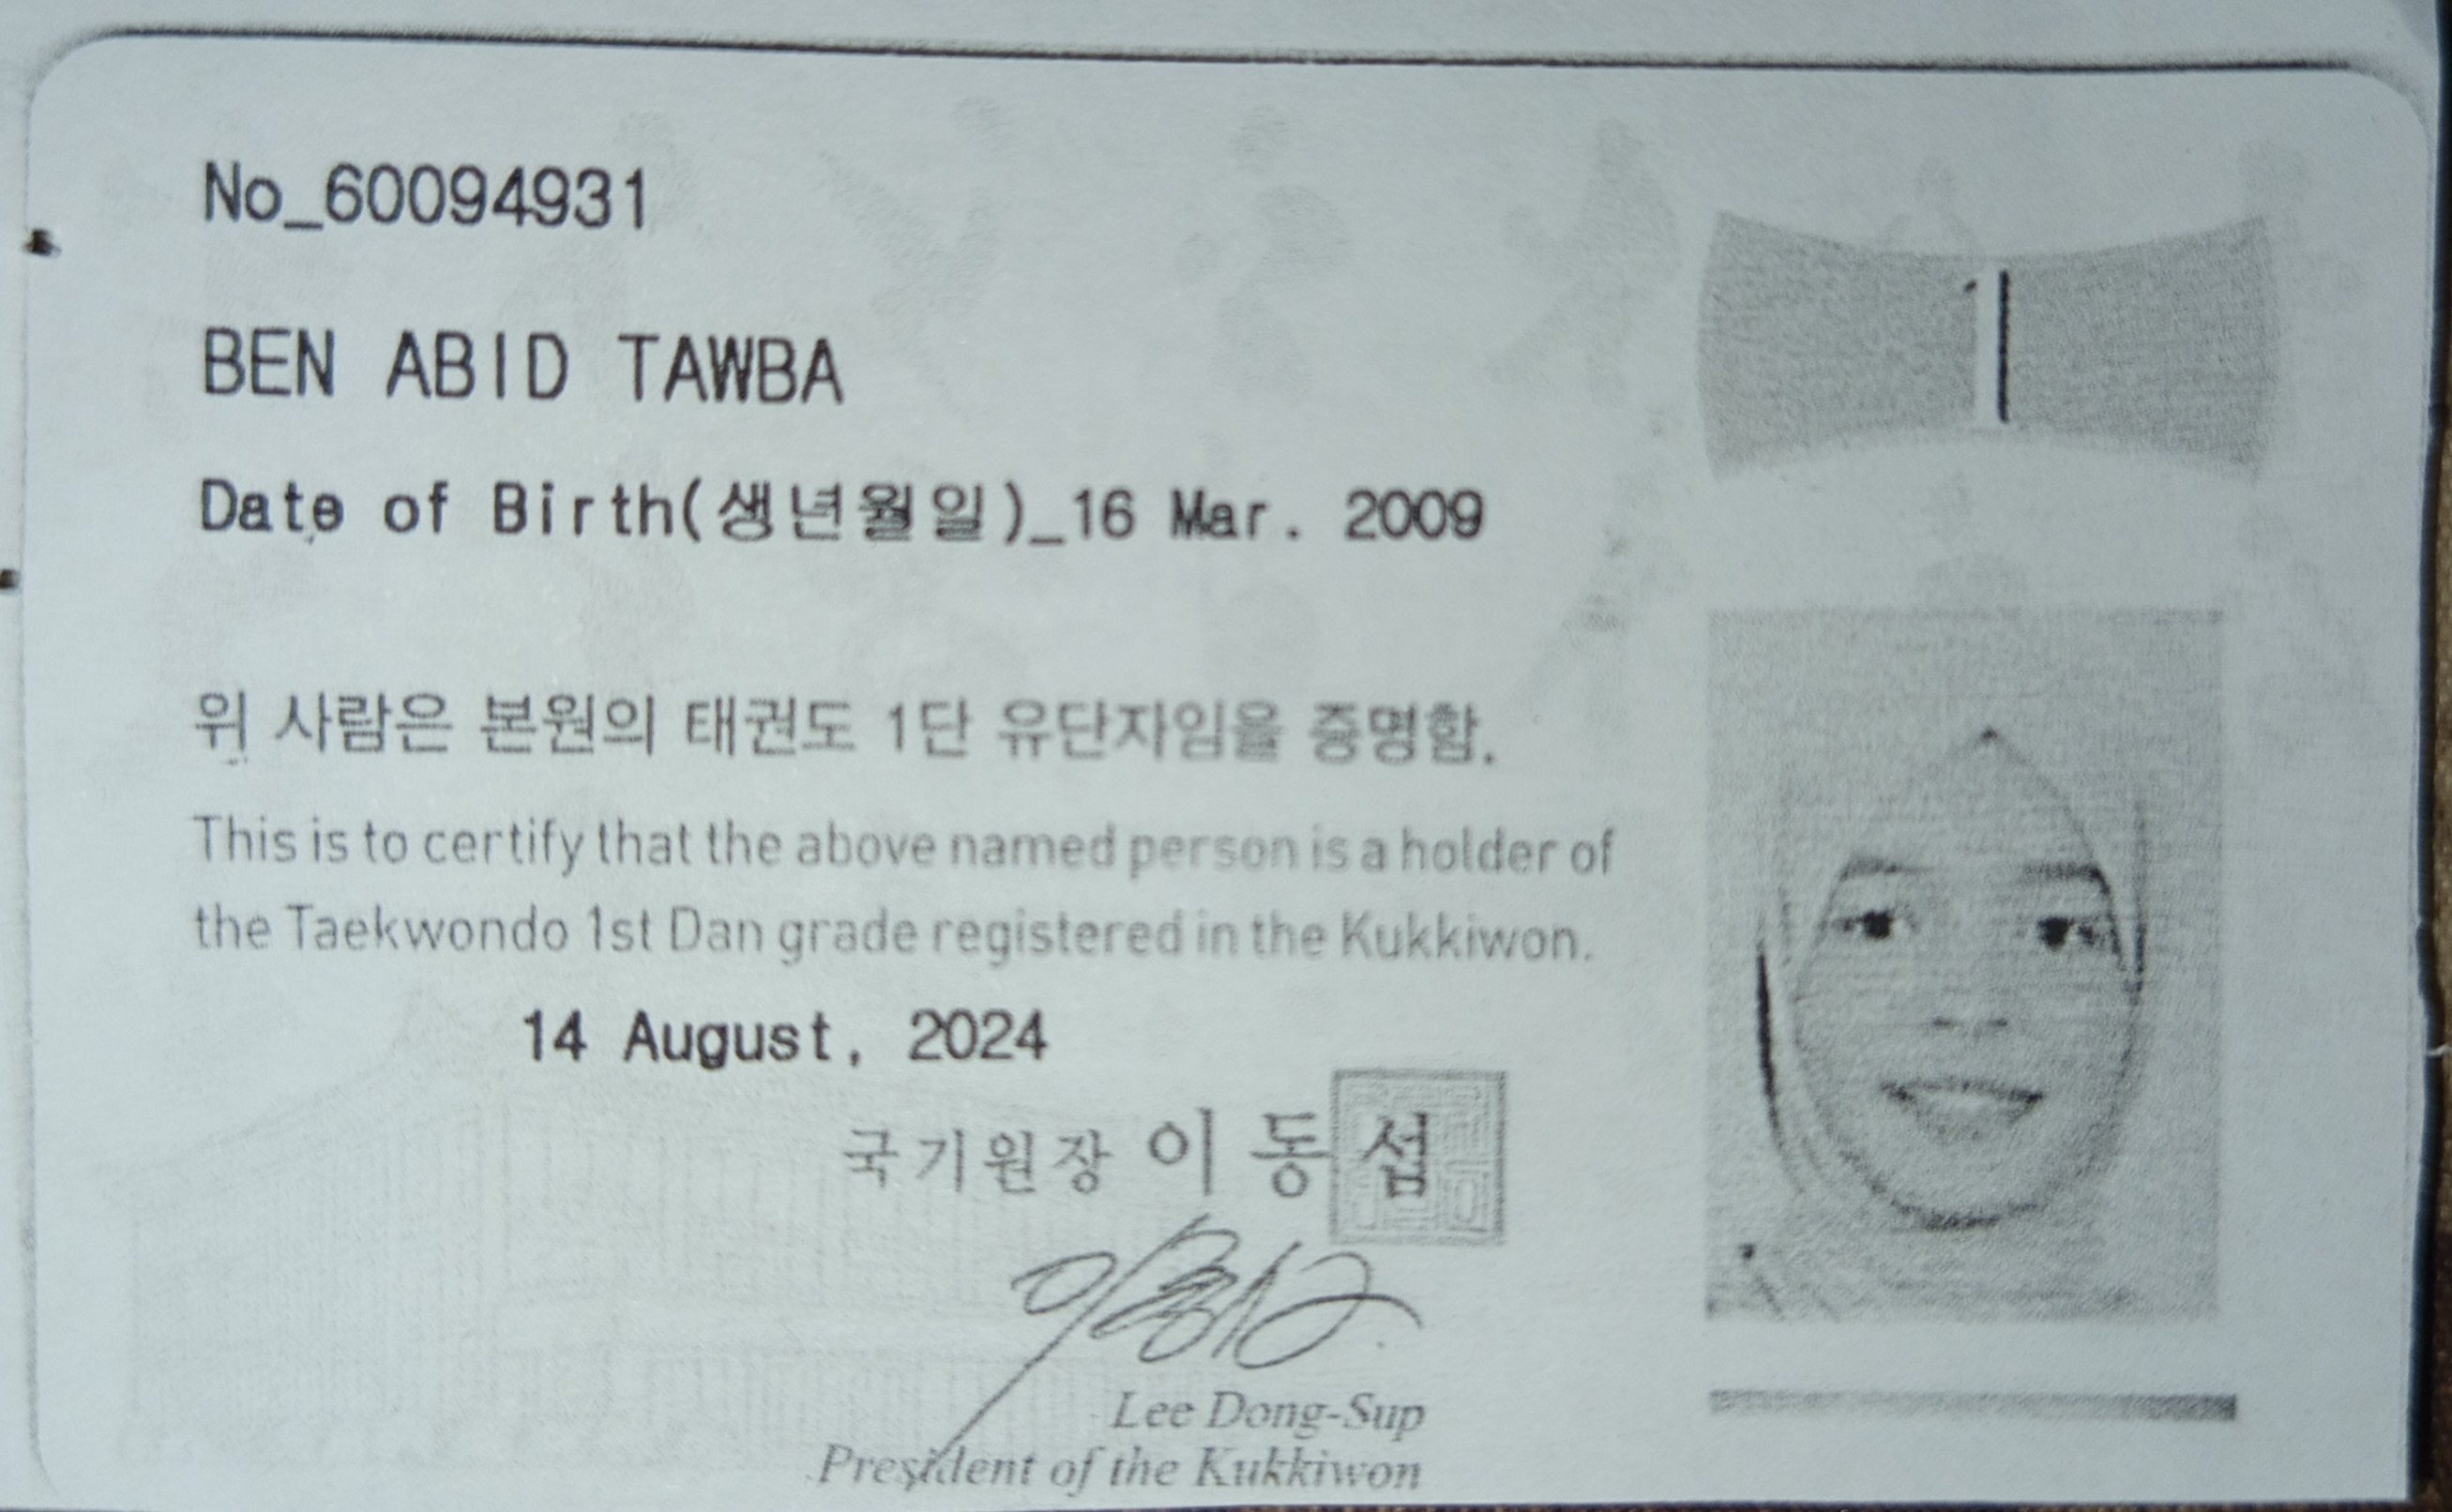 No_60094931
BEN ABID TAWBA
Date of Birth(생년월일)_16 Mar. 2009
위 사람은 본원의 태권도 1단 유단자임을 증명함.
This is to certify that the above named person is a holder of
the Taekwondo 1st Dan grade registered in the Kukkiwon.
14 August, 2024
국기원장 이동섭
Lee Dong-Sup
President of the Kukkiwon